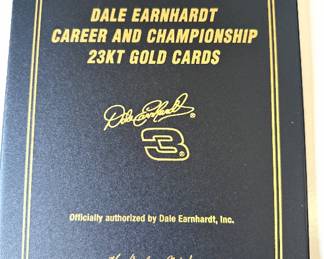 DALE EARNHARDT
CAREER AND CHAMPIONSHIP
23KT GOLD CARDS
Dale Earnhardt ®
3®
Officially authorized by Dale Earnhardt, Inc.